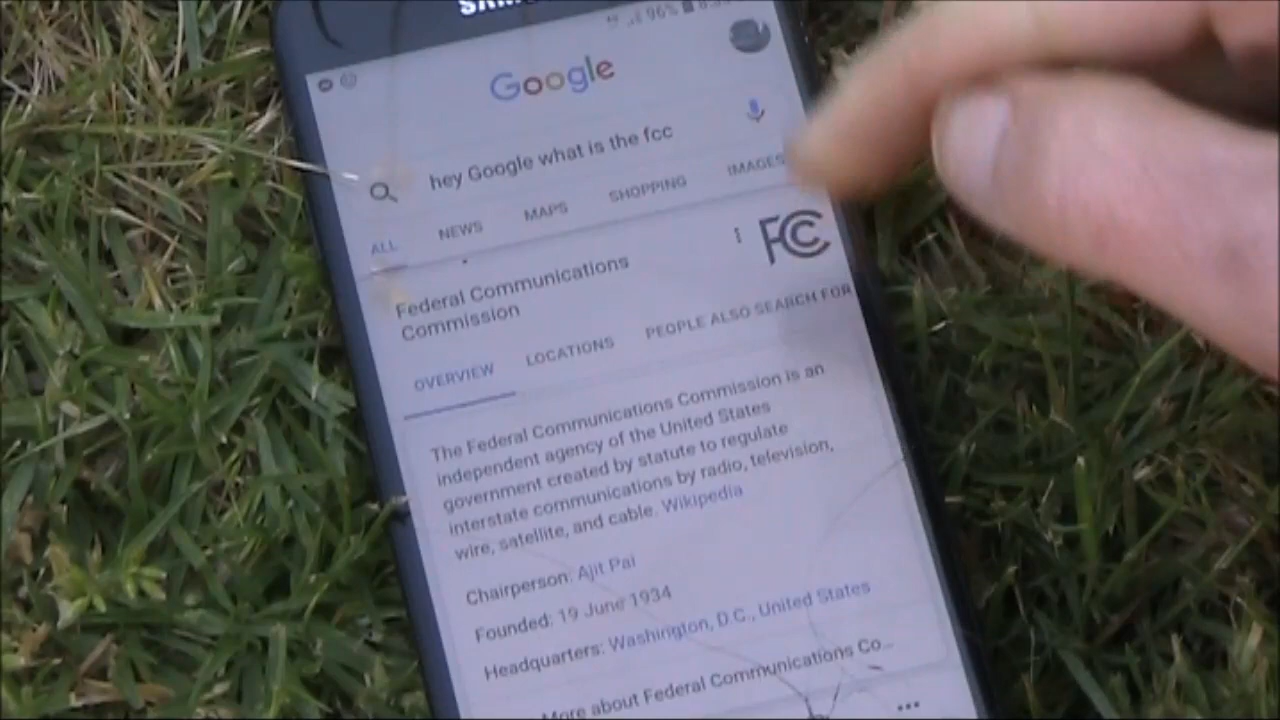 96%
Google
hey Google what is the fcc
ALL NEWS MAPS SHOPPING IMAGES
Federal Communications
Commission
FCC
OVERVIEW LOCATIONS PEOPLE ALSO SEARCH FOR
The Federal Communications Commission is an
independent agency of the United States
government created by statute to regulate
interstate communications by radio, television,
wire, satellite, and cable. Wikipedia
Chairperson: Ajit Pai
Founded: 19 June 1934
Headquarters: Washington, D.C., United States
More about Federal Communications Co...